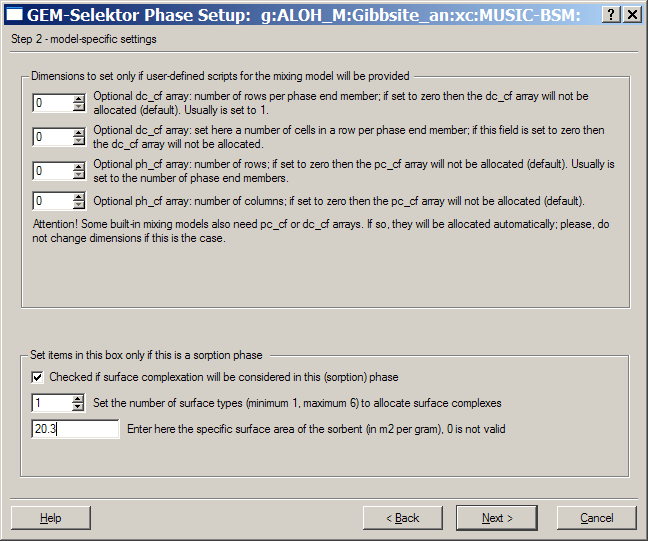 GEM-Selektor Phase Setup: g:ALOH_M:Gibbsite_an:xc:MUSIC-BSM:
Step 2 - model-specific settings
Dimensions to set only if user-defined scripts for the mixing model will be provided
0 Optional dc_cf array: number of rows per phase end member; if set to zero then the dc_cf array will not be
allocated (default). Usually is set to 1.
0 Optional dc_cf array: set here a number of cells in a row per phase end member; if this field is set to zero then
the dc_cf array will not be allocated.
0 Optional ph_cf array: number of rows; if set to zero then the pc_cf array will not be allocated (default). Usually is
set to the number of phase end members.
0 Optional ph_cf array: number of columns; if set to zero then the pc_cf array will not be allocated (default).
Attention! Some built-in mixing models also need pc_cf or dc_cf arrays. If so, they will be allocated automatically; please, do
not change dimensions if this is the case.
Set items in this box only if this is a sorption phase
Checked if surface complexation will be considered in this (sorption) phase
1 Set the number of surface types (minimum 1, maximum 6) to allocate surface complexes
20.3 Enter here the specific surface area of the sorbent (in m2 per gram), 0 is not valid
Help < Back Next > Cancel